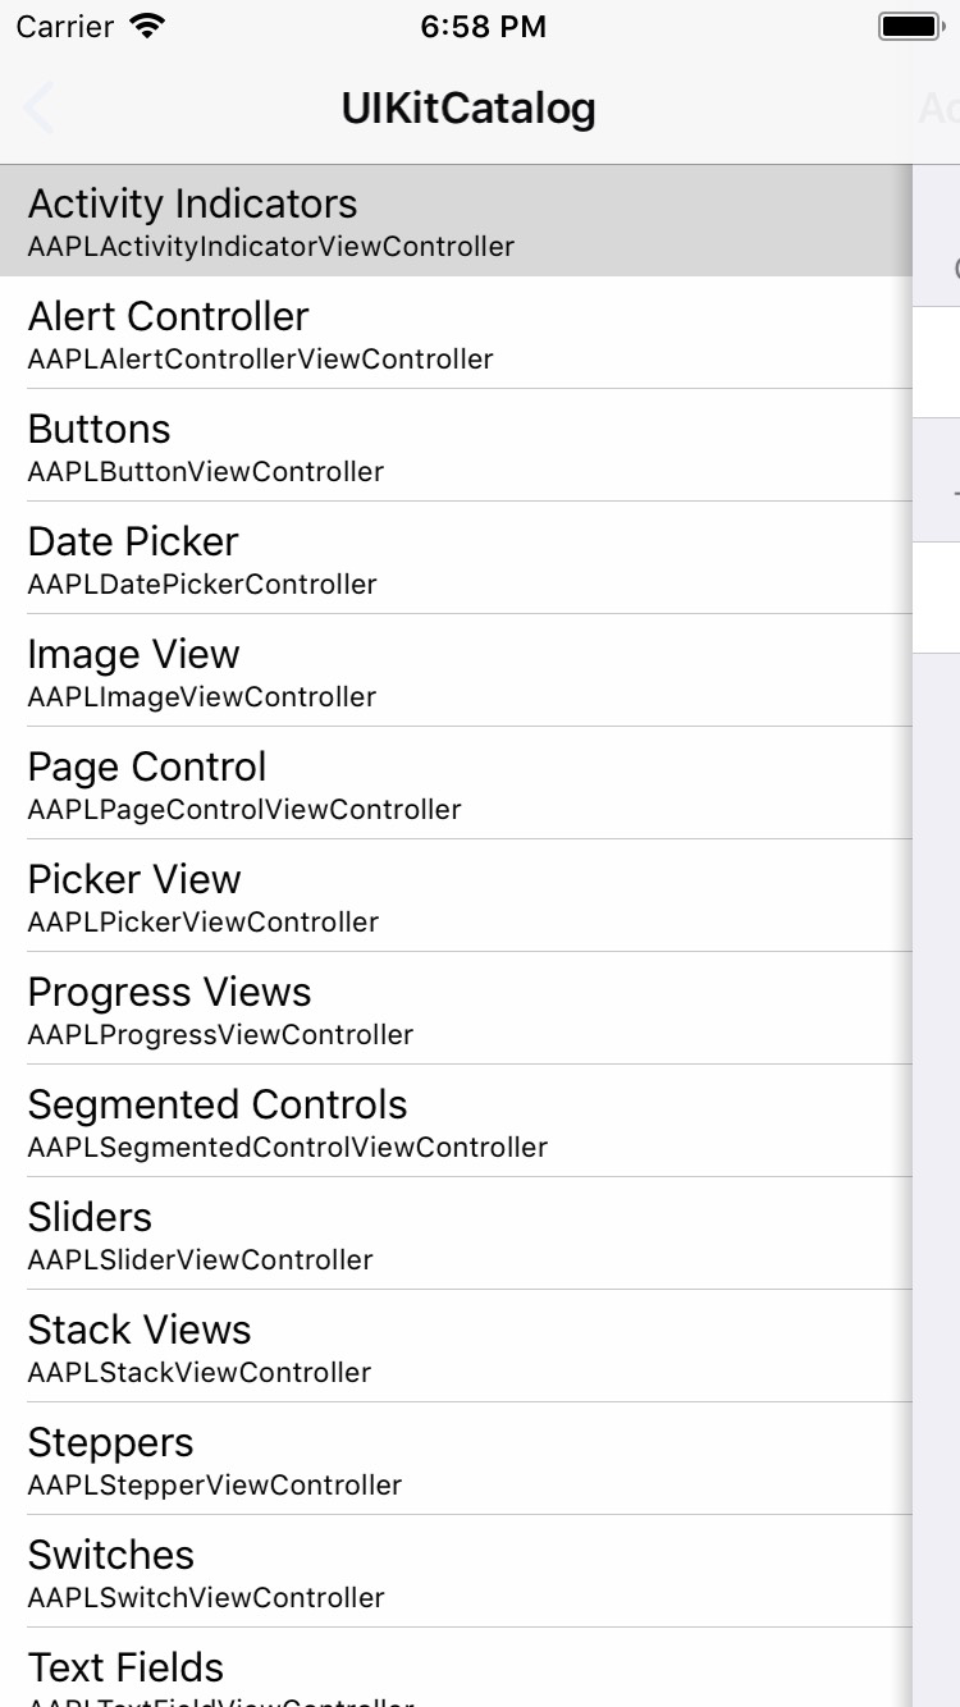 Carrier 6:58 PM
UIKitCatalog
Activity Indicators
AAPLActivityIndicatorViewController
Alert Controller
AAPLAlertControllerViewController
Buttons
AAPLButtonViewController
Date Picker
AAPLDatePickerController
Image View
AAPLImageViewController
Page Control
AAPLPageControlViewController
Picker View
AAPLPickerViewController
Progress Views
AAPLProgressViewController
Segmented Controls
AAPLSegmentedControlViewController
Sliders
AAPLSliderViewController
Stack Views
AAPLStackViewController
Steppers
AAPLStepperViewController
Switches
AAPLSwitchViewController
Text Fields
AAPLTextFieldViewController